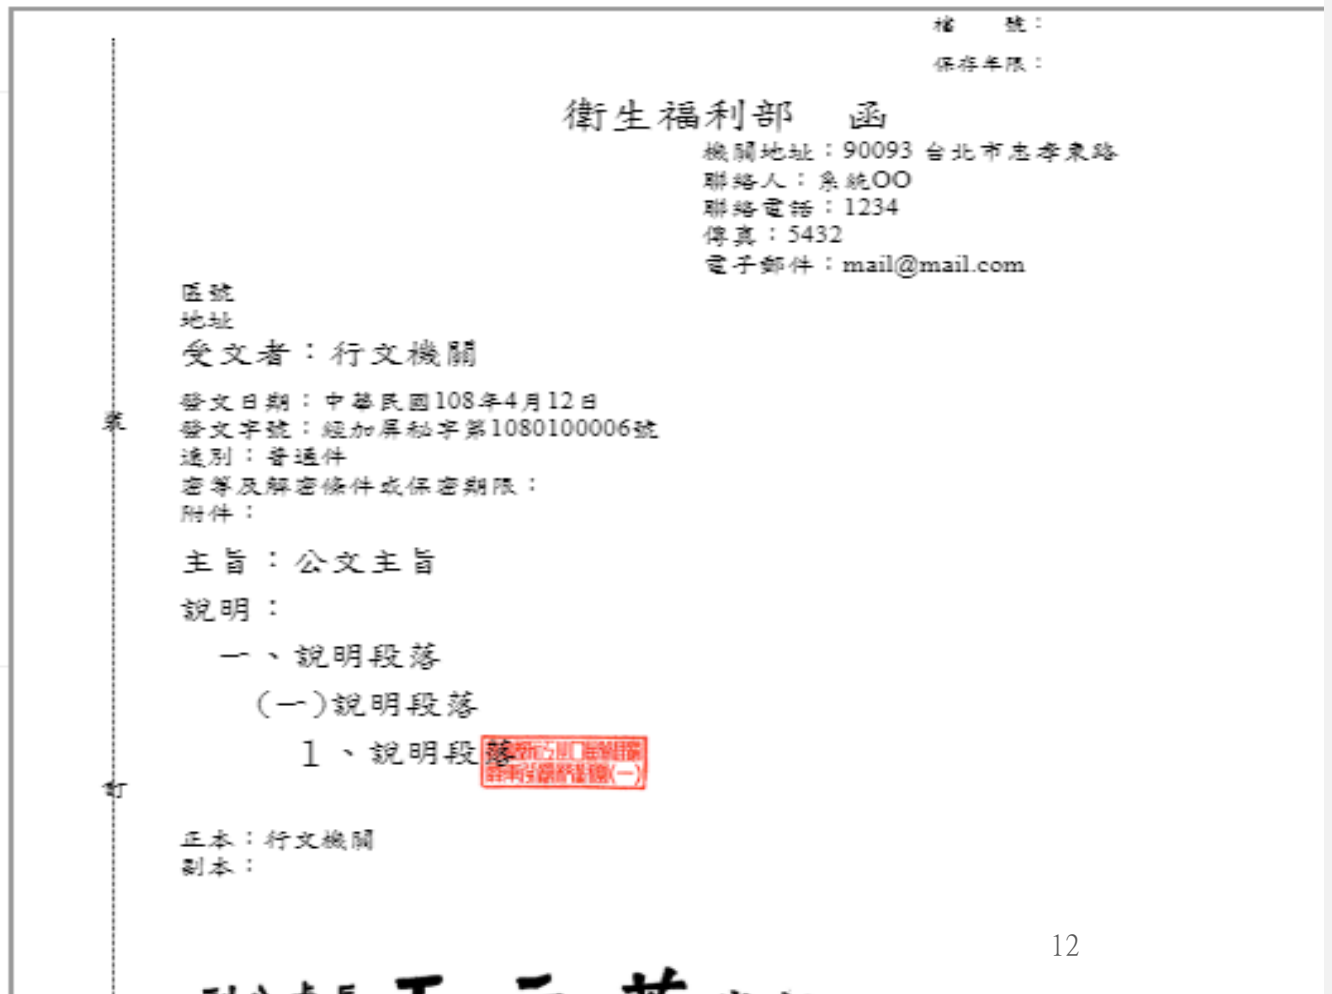 檔　　號：
保存年限：
衛生福利部　函
機關地址：90093 台北市忠孝東路
聯絡人：系統OO
聯絡電話：1234
傳真：5432
電子郵件：mail@mail.com
區號
地址
受文者：行文機關
發文日期：中華民國108年4月12日
發文字號：經加屏秘字第1080100006號
速別：普通件
密等及解密條件或保密期限：
附件：
裝
主旨：公文主旨
說明：
一、說明段落
(一)說明段落
1、說明段落
訂
正本：行文機關
副本：
12